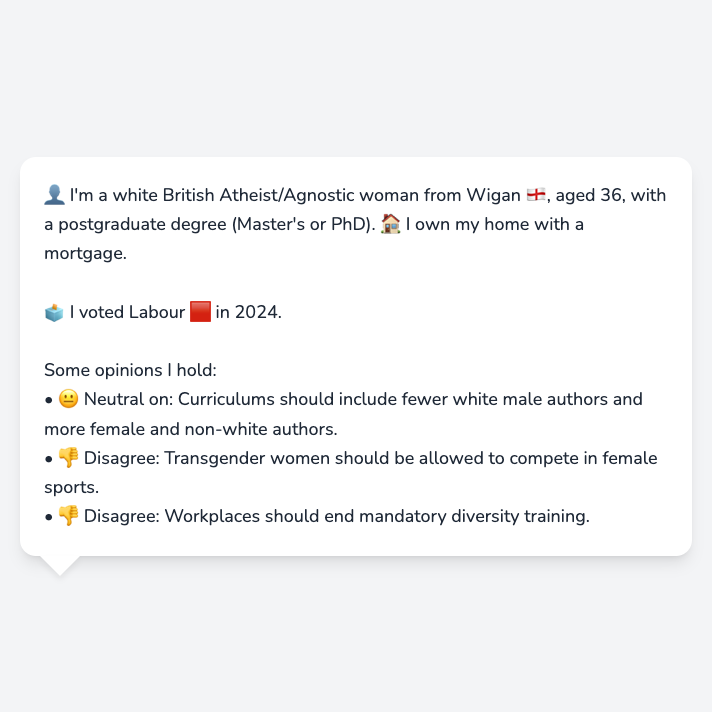 👤 I'm a white British Atheist/Agnostic woman from Wigan 🏴󠁧󠁢󠁥󠁮󠁧󠁿, aged 36, with
a postgraduate degree (Master's or PhD). 🏠 I own my home with a
mortgage.
🗳️ I voted Labour 🟥 in 2024.
Some opinions I hold:
• 😐 Neutral on: Curriculums should include fewer white male authors and
more female and non-white authors.
• 👎 Disagree: Transgender women should be allowed to compete in female
sports.
• 👎 Disagree: Workplaces should end mandatory diversity training.